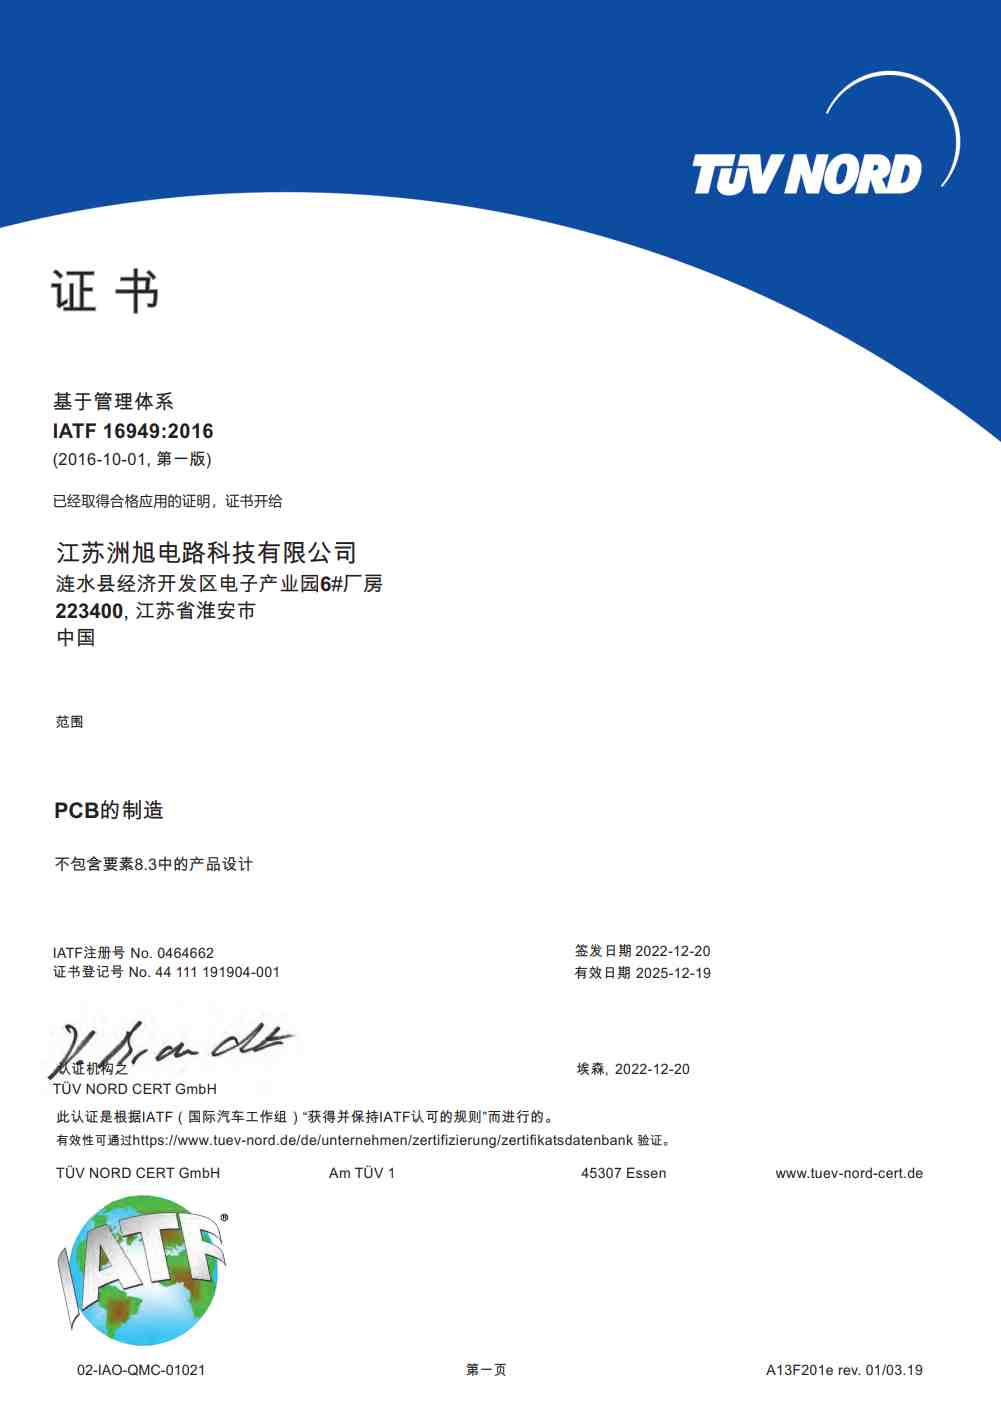 TÜV NORD
证 书
基于管理体系
IATF 16949:2016
(2016-10-01, 第一版)
已经取得合格应用的证明，证书开给
江苏洲旭电路科技有限公司
涟水县经济开发区电子产业园6#厂房
223400, 江苏省淮安市
中国
范围
PCB的制造
不包含要素8.3中的产品设计
IATF注册号 No. 0464662
证书登记号 No. 44 111 191904-001
签发日期 2022-12-20
有效日期 2025-12-19
认证机构之
TÜV NORD CERT GmbH
埃森, 2022-12-20
此认证是根据IATF（国际汽车工作组）“获得并保持IATF认可的规则”而进行的。
有效性可通过https://www.tuev-nord.de/de/unternehmen/zertifizierung/zertifikatsdatenbank 验证。
TÜV NORD CERT GmbH Am TÜV 1 45307 Essen www.tuev-nord-cert.de
IATF®
02-IAO-QMC-01021 第一页 A13F201e rev. 01/03.19